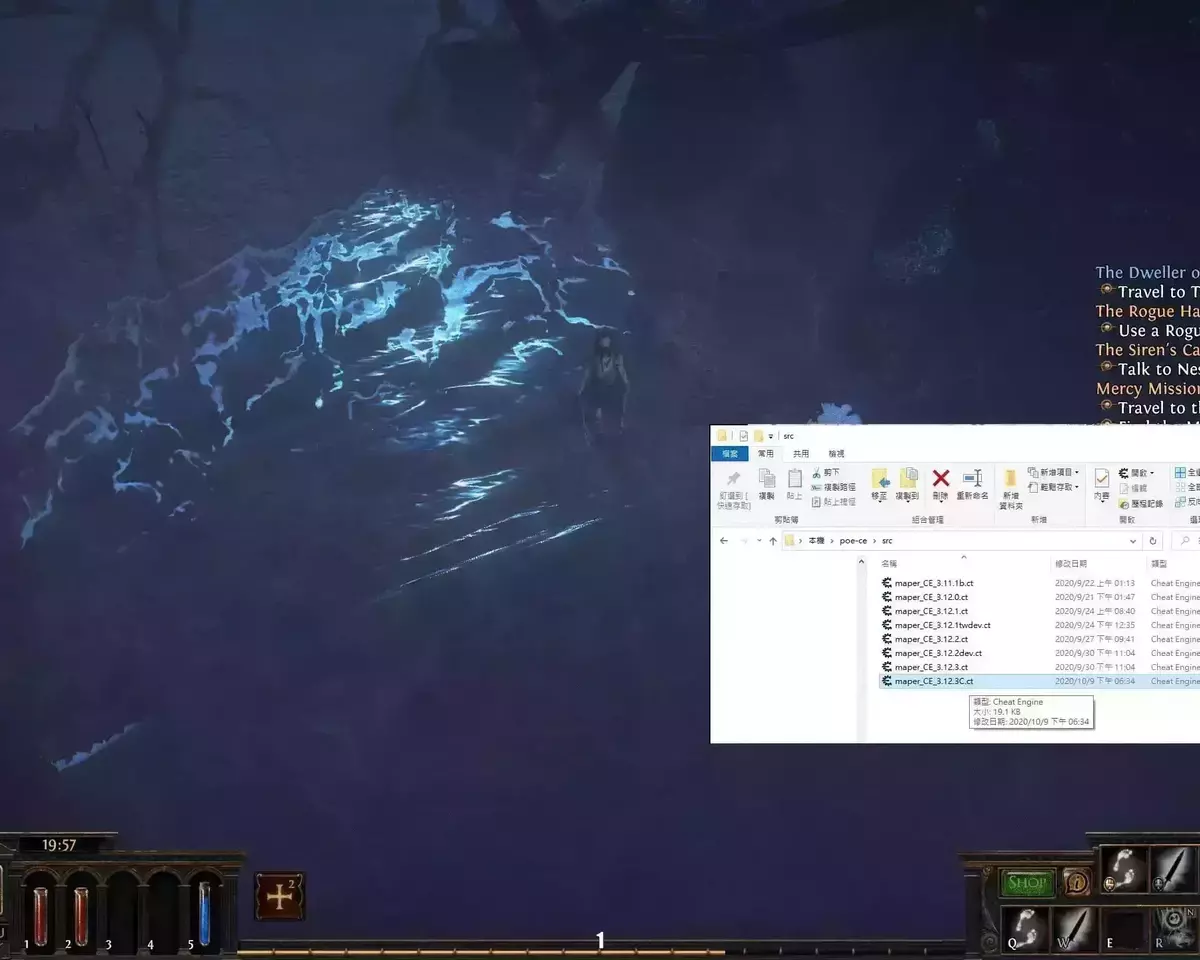 The Dweller o
Travel to T
The Rogue Ha
Use a Rogu
The Siren's Ca
Talk to Nes
Mercy Mission
Travel to th
src
檔案 常用 共用 檢視
釘選到 [快速存取]
複製
貼上
剪下
複製路徑
貼上捷徑
剪貼簿
移至
複製到
刪除
重新命名
組合管理
新增資料夾
新增項目
輕鬆存取
新增
內容
開啟
編輯
歷程記錄
開啟
本機 › poe-ce › src
名稱 修改日期 類型
maper_CE_3.11.1b.ct 2020/9/22 上午 01:13 Cheat Engine
maper_CE_3.12.0.ct 2020/9/21 下午 01:47 Cheat Engine
maper_CE_3.12.1.ct 2020/9/24 上午 08:40 Cheat Engine
maper_CE_3.12.1twdev.ct 2020/9/24 下午 12:35 Cheat Engine
maper_CE_3.12.2.ct 2020/9/27 下午 09:41 Cheat Engine
maper_CE_3.12.2dev.ct 2020/9/30 下午 11:04 Cheat Engine
maper_CE_3.12.3.ct 2020/9/30 下午 11:04 Cheat Engine
maper_CE_3.12.3C.ct 2020/10/9 下午 06:34 Cheat Engine
類型: Cheat Engine
大小: 19.1 KB
修改日期: 2020/10/9 下午 06:34
19:57
1 2 3 4 5
2
1
SHOP
Q W E R